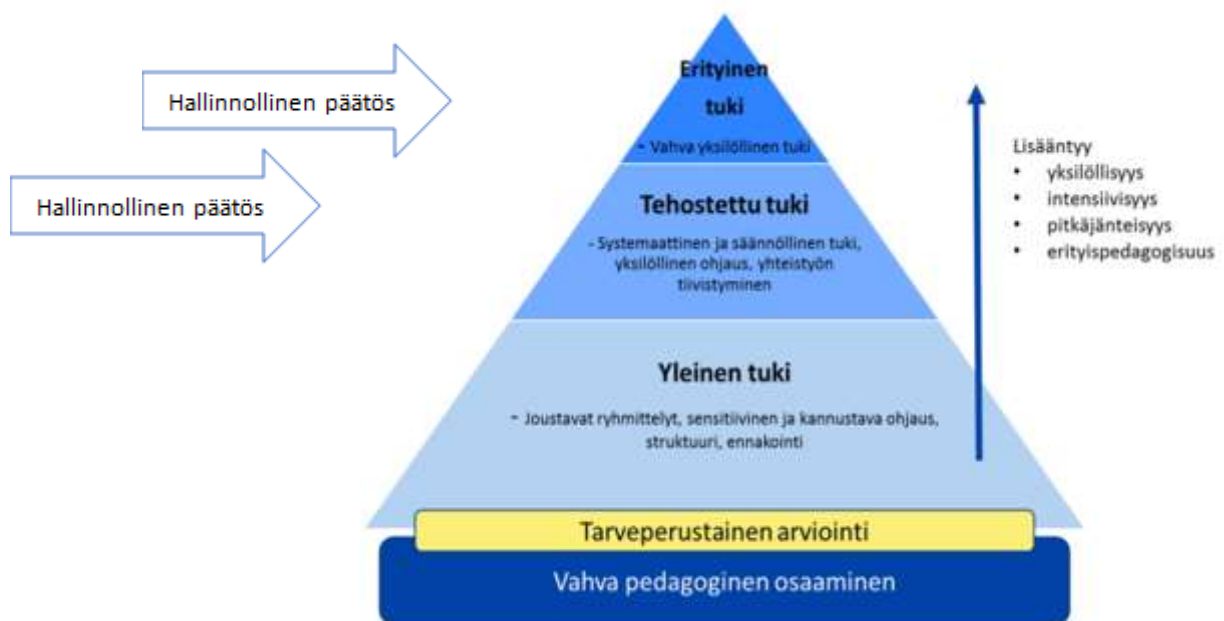 Hallinnollinen päätös
Hallinnollinen päätös
Erityinen
tuki
- Vahva yksilöllinen tuki
Tehostettu tuki
- Systemaattinen ja säännöllinen tuki,
yksilöllinen ohjaus, yhteistyön
tiivistyminen
Yleinen tuki
- Joustavat ryhmittelyt, sensitiivinen ja kannustava ohjaus,
struktuuri, ennakointi
Tarveperustainen arviointi
Vahva pedagoginen osaaminen
Lisääntyy
• yksilöllisyys
• intensiivisyys
• pitkäjänteisyys
• erityispedagogisuus